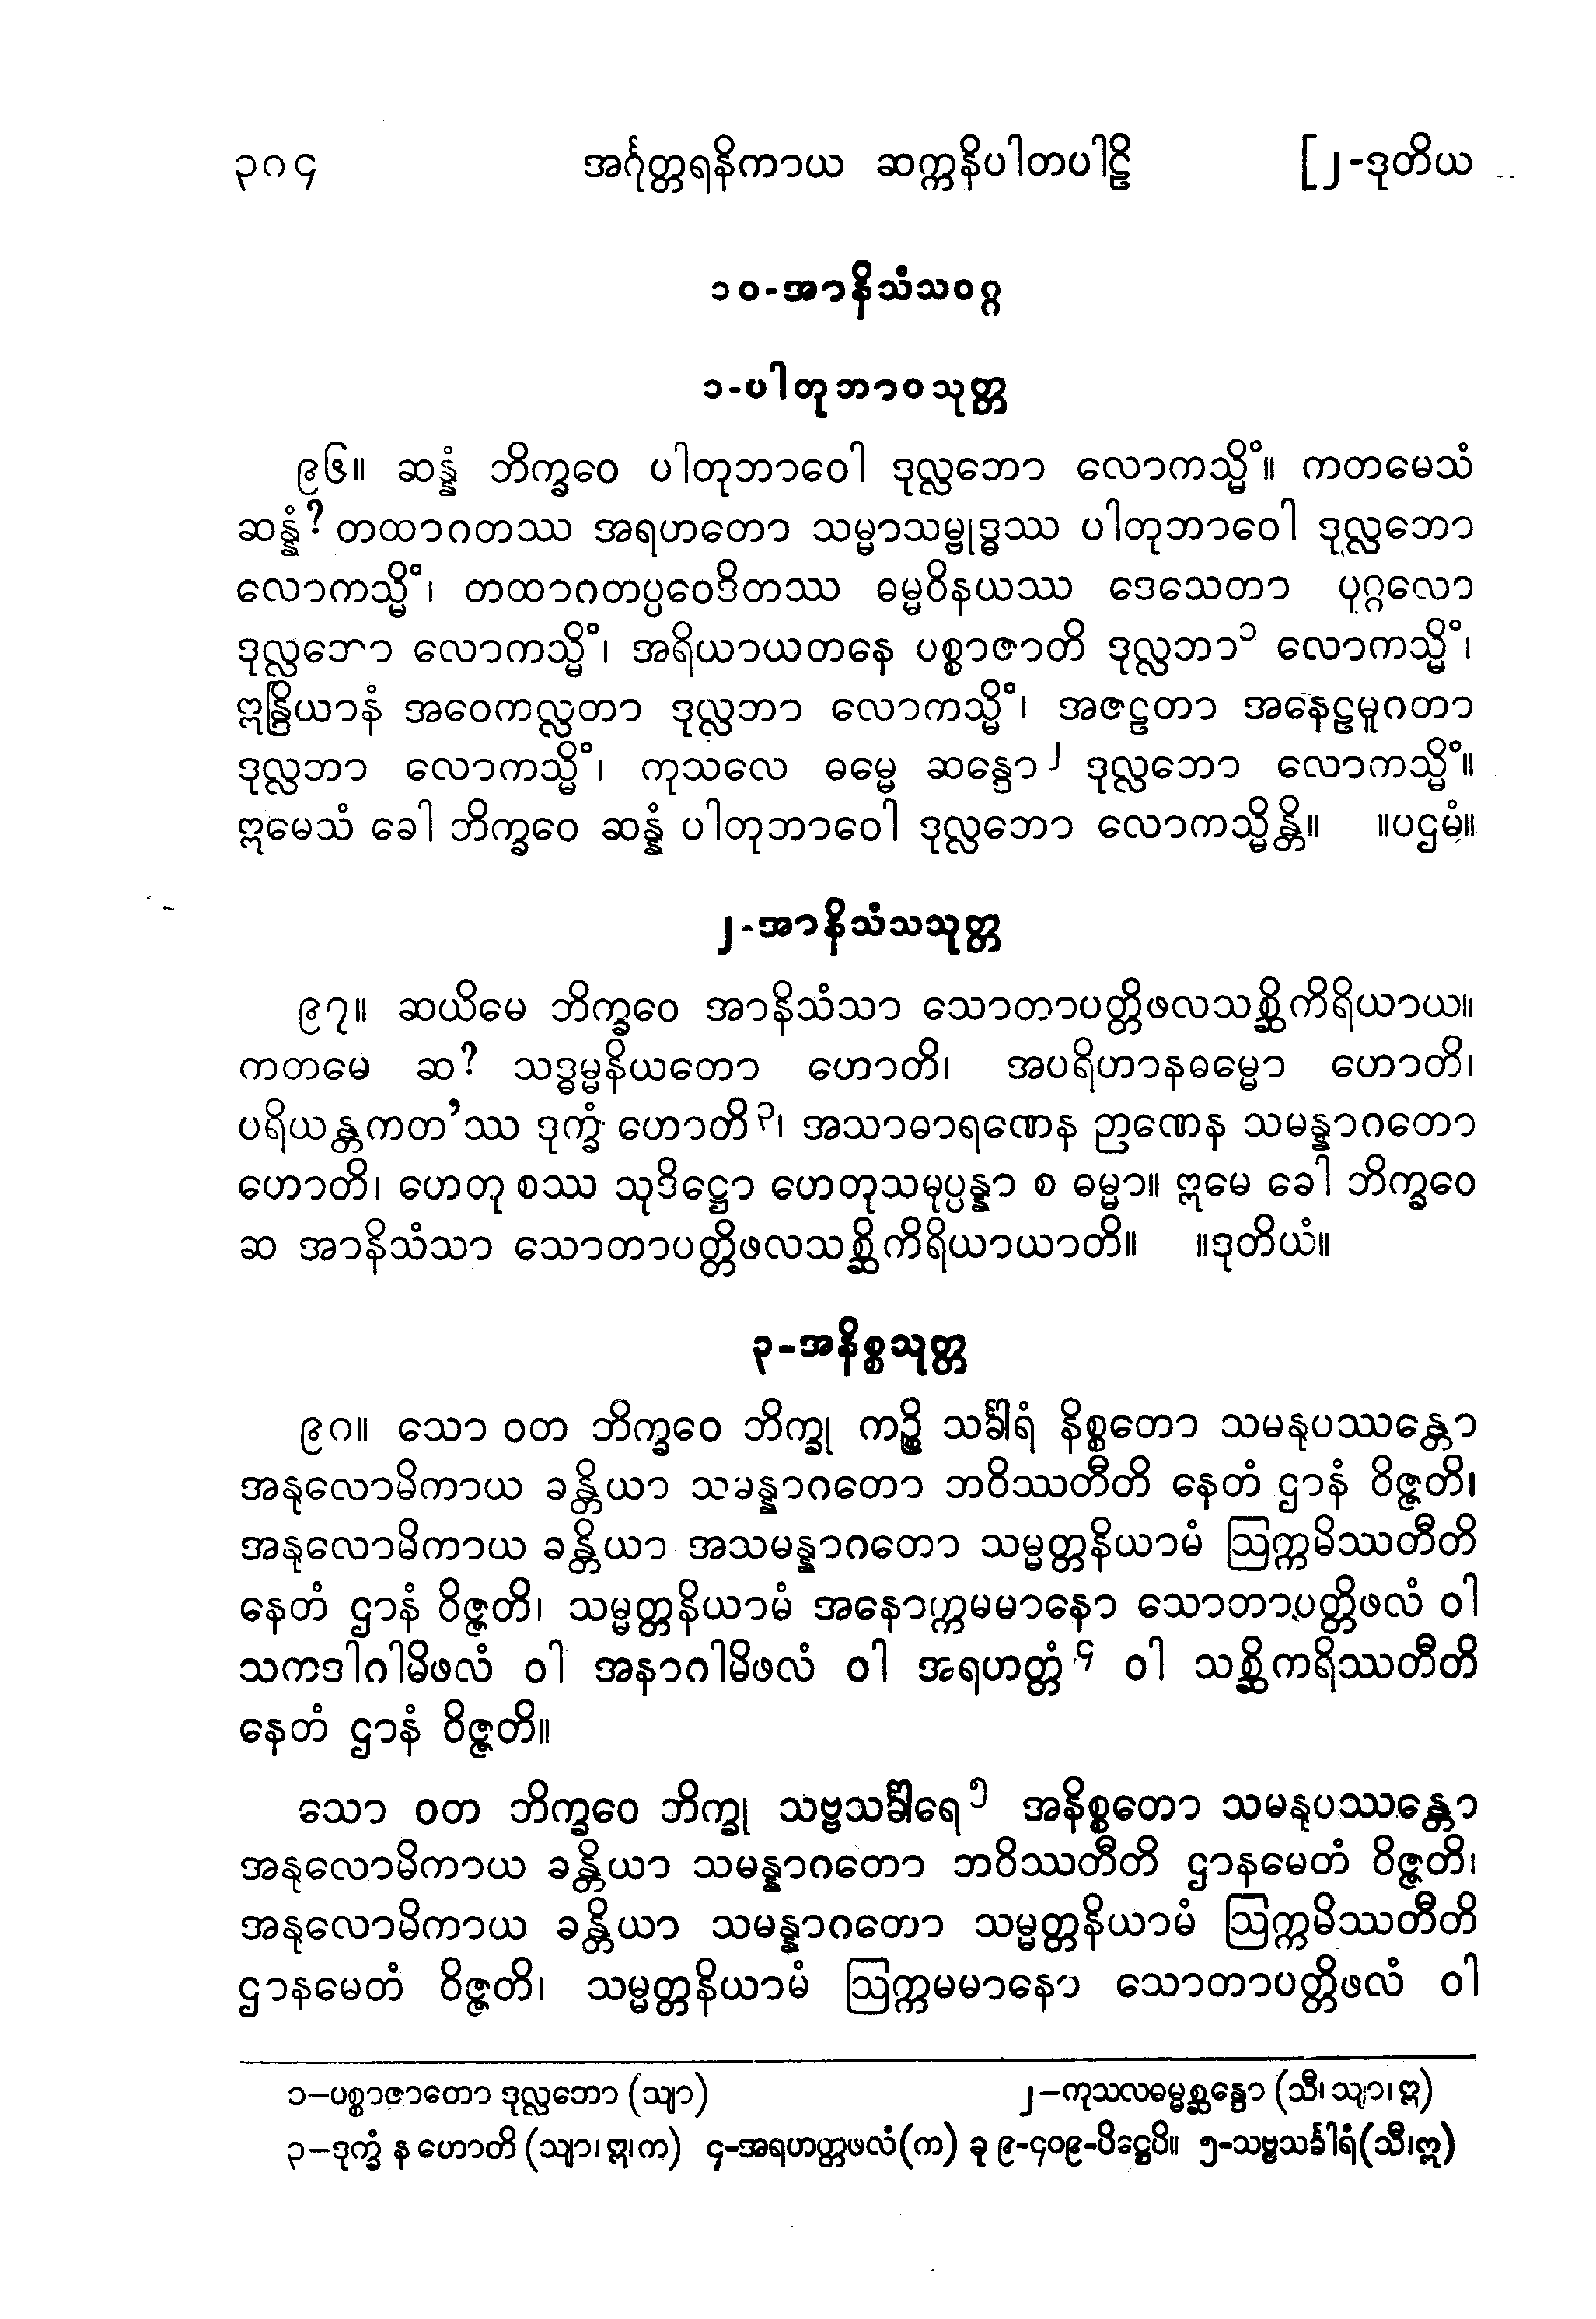 ၃၈၄ အင်္ဂုတ္တရနိကာယ ဆက္ကနိပါတပါဠိ [၂-ဒုတိယ
၁၀-အာနိသံသဝဂ္ဂ
၁-ပါတုဘာဝသုတ္တ
၉၆။ ဆန္နံ ဘိက္ခဝေ ပါတုဘာဝေါ ဒုလ္လဘော လောကသ္မိံ။ ကတမေသံ
ဆန္နံ? တထာဂတဿ အရဟတော သမ္မာသမ္ဗုဒ္ဓဿ ပါတုဘာဝေါ ဒုလ္လဘော
လောကသ္မိံ၊ တထာဂတပ္ပဝေဒိတဿ ဓမ္မဝိနယဿ ဒေသေတာ ပုဂ္ဂလော
ဒုလ္လဘော လောကသ္မိံ၊ အရိယာယတနေ ပစ္စာဇာတိ ဒုလ္လဘာ၁ လောကသ္မိံ၊
ဣန္ဒြိယာနံ အဝေကလ္လတာ ဒုလ္လဘာ လောကသ္မိံ၊ အဇဠတာ အနေဠမူဂတာ
ဒုလ္လဘာ လောကသ္မိံ၊ ကုသလေ ဓမ္မေ ဆန္ဒော၂ ဒုလ္လဘော လောကသ္မိံ။
ဣမေသံ ခေါ ဘိက္ခဝေ ဆန္နံ ပါတုဘာဝေါ ဒုလ္လဘော လောကသ္မိန္တိ။ ။ပဌမံ။
၂-အာနိသံသသုတ္တ
၉၇။ ဆယိမေ ဘိက္ခဝေ အာနိသံသာ သောတာပတ္တိဖလသစ္ဆိကိရိယာယ။
ကတမေ ဆ? သဒ္ဓမ္မနိယတော ဟောတိ၊ အပရိဟာနဓမ္မော ဟောတိ၊
ပရိယန္တကတ’ဿ ဒုက္ခံ ဟောတိ၃၊ အသာဓာရဏေန ဉာဏေန သမန္နာဂတော
ဟောတိ၊ ဟေတု စဿ သုဒိဋ္ဌော ဟေတုသမုပ္ပန္နာ စ ဓမ္မာ။ ဣမေ ခေါ ဘိက္ခဝေ
ဆ အာနိသံသာ သောတာပတ္တိဖလသစ္ဆိကိရိယာယာတိ။ ။ဒုတိယံ။
၃-အနိစ္စသုတ္တ
၉၈။ သော ဝတ ဘိက္ခဝေ ဘိက္ခု ကဉ္စိ သင်္ခါရံ နိစ္စတော သမနုပဿန္တော
အနုလောမိကာယ ခန္တိယာ သမန္နာဂတော ဘဝိဿတီတိ နေတံ ဌာနံ ဝိဇ္ဇတိ၊
အနုလောမိကာယ ခန္တိယာ အသမန္နာဂတော သမ္မတ္တနိယာမံ ဩက္ကမိဿတီတိ
နေတံ ဌာနံ ဝိဇ္ဇတိ၊ သမ္မတ္တနိယာမံ အနောက္ကမမာနော သောတာပတ္တိဖလံ ဝါ
သကဒါဂါမိဖလံ ဝါ အနာဂါမိဖလံ ဝါ အရဟတ္တံ၄ ဝါ သစ္ဆိကရိဿတီတိ
နေတံ ဌာနံ ဝိဇ္ဇတိ။
သော ဝတ ဘိက္ခဝေ ဘိက္ခု သဗ္ဗသင်္ခါရေ၅ အနိစ္စတော သမနုပဿန္တော
အနုလောမိကာယ ခန္တိယာ သမန္နာဂတော ဘဝိဿတီတိ ဌာနမေတံ ဝိဇ္ဇတိ၊
အနုလောမိကာယ ခန္တိယာ သမန္နာဂတော သမ္မတ္တနိယာမံ ဩက္ကမိဿတီတိ
ဌာနမေတံ ဝိဇ္ဇတိ၊ သမ္မတ္တနိယာမံ ဩက္ကမမာနော သောတာပတ္တိဖလံ ဝါ
၁—ပစ္စာဇာတော ဒုလ္လဘော (သျာ) ၂—ကုသလဓမ္မစ္ဆန္ဒော (သီ၊ သျာ၊ ဣ)
၃—ဒုက္ခံ န ဟောတိ (သျာ၊ ဣ၊ က) ၄-အရဟတ္တဖလံ(က) ခု ၉-၄၀၉-ပိဋ္ဌေပိ။ ၅-သဗ္ဗသင်္ခါရံ(သီ၊ဣ)